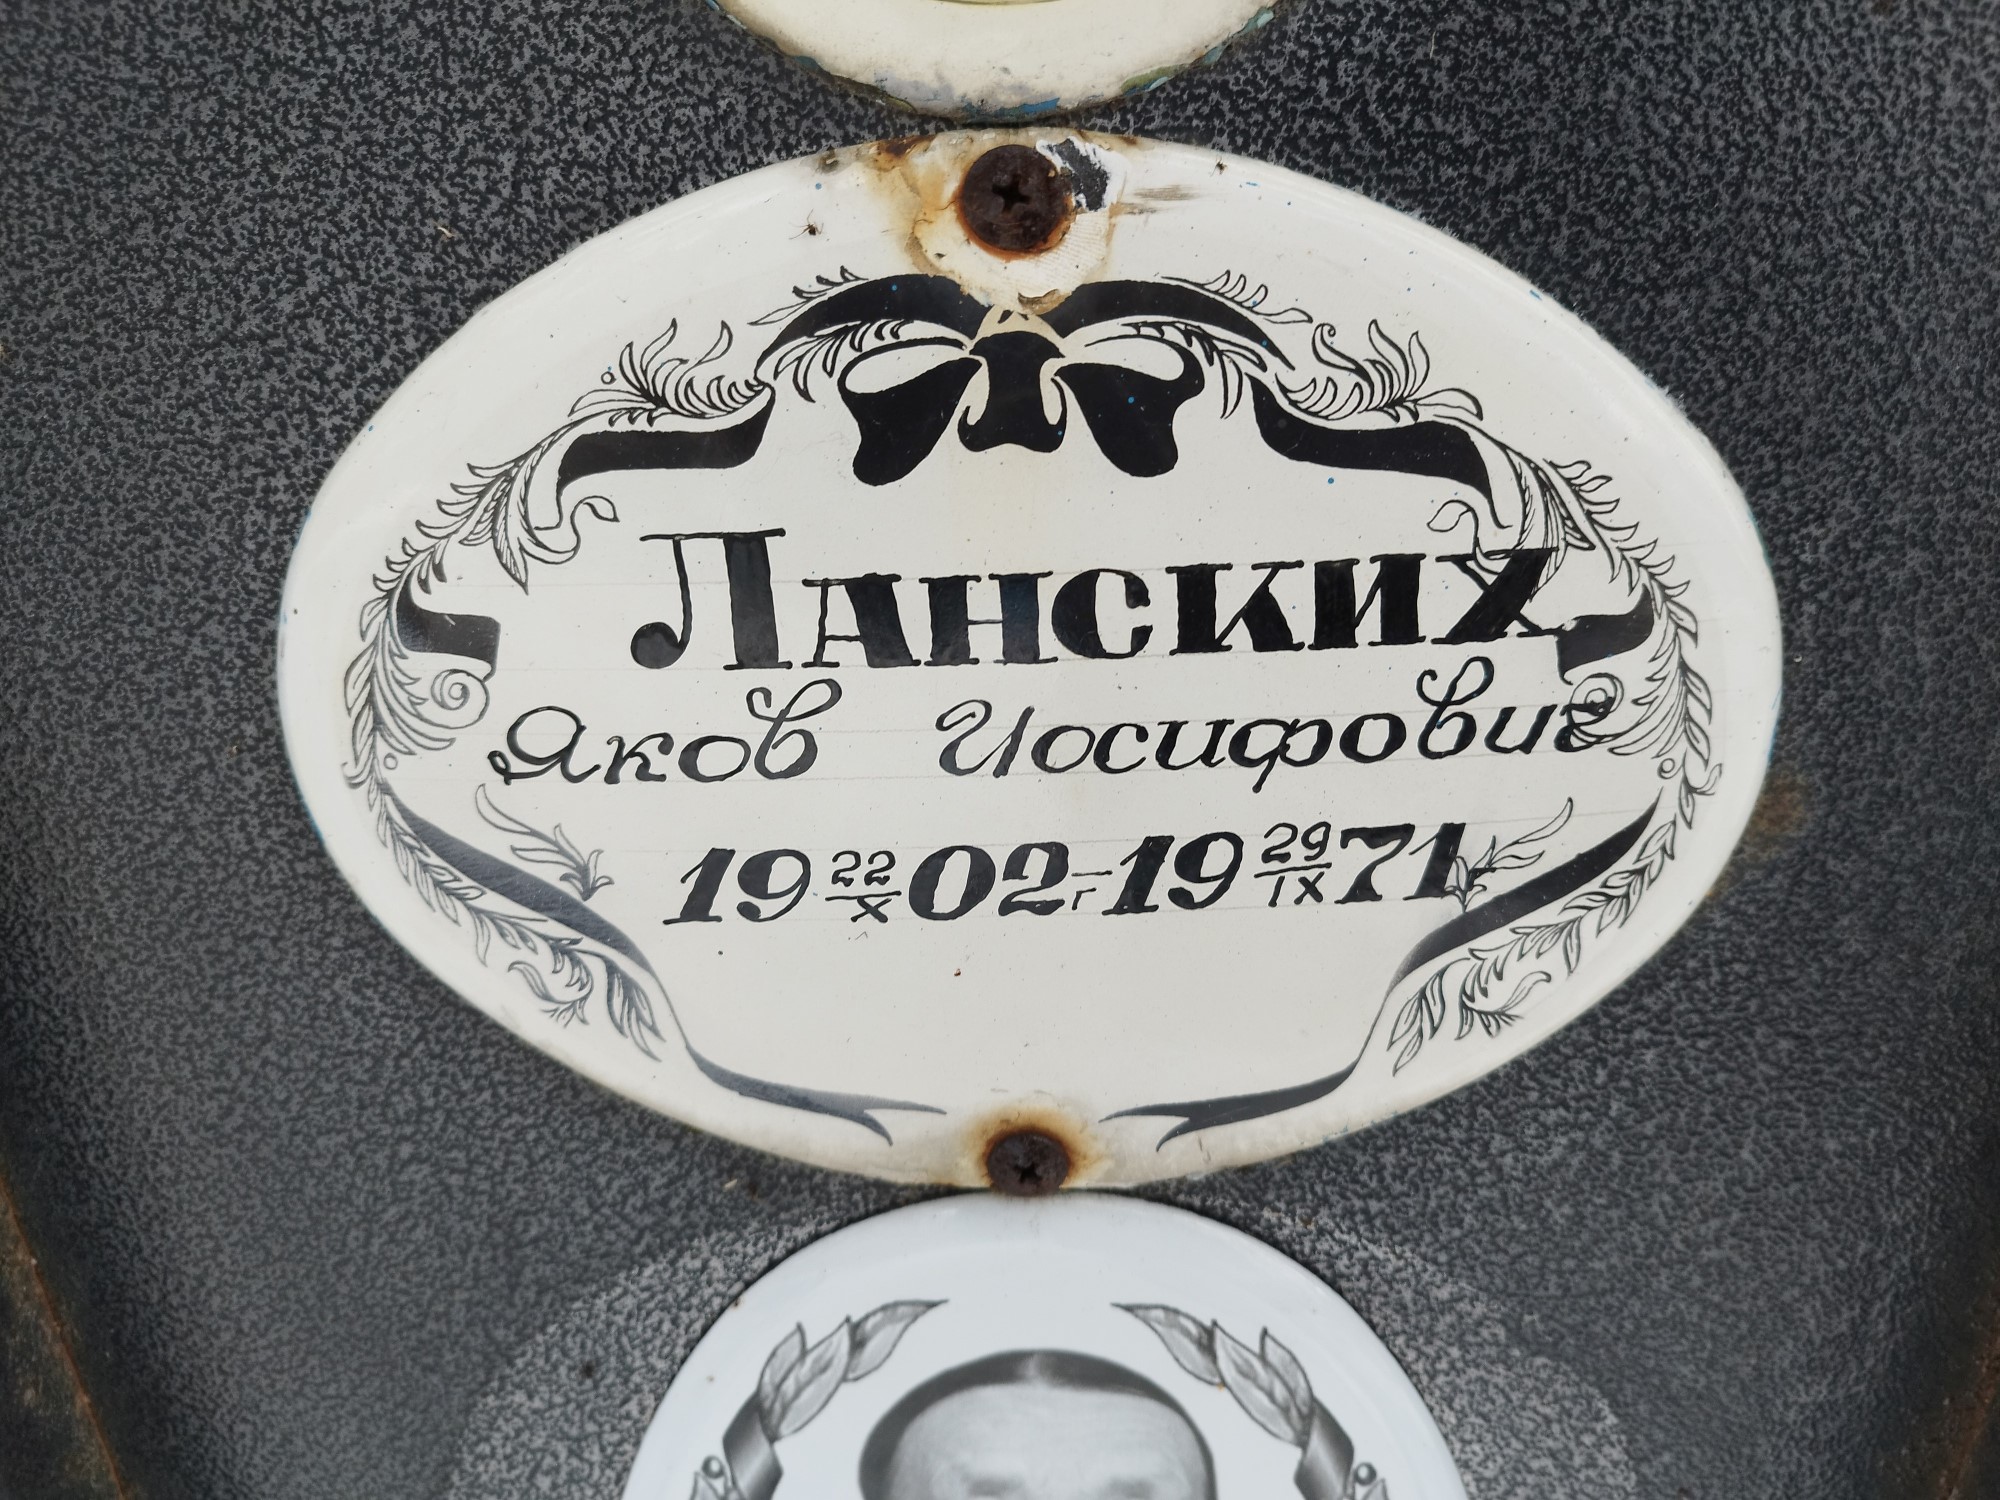 Ланских
Яков Иосифович
19 22/X 02 г - 19 29/IX 71